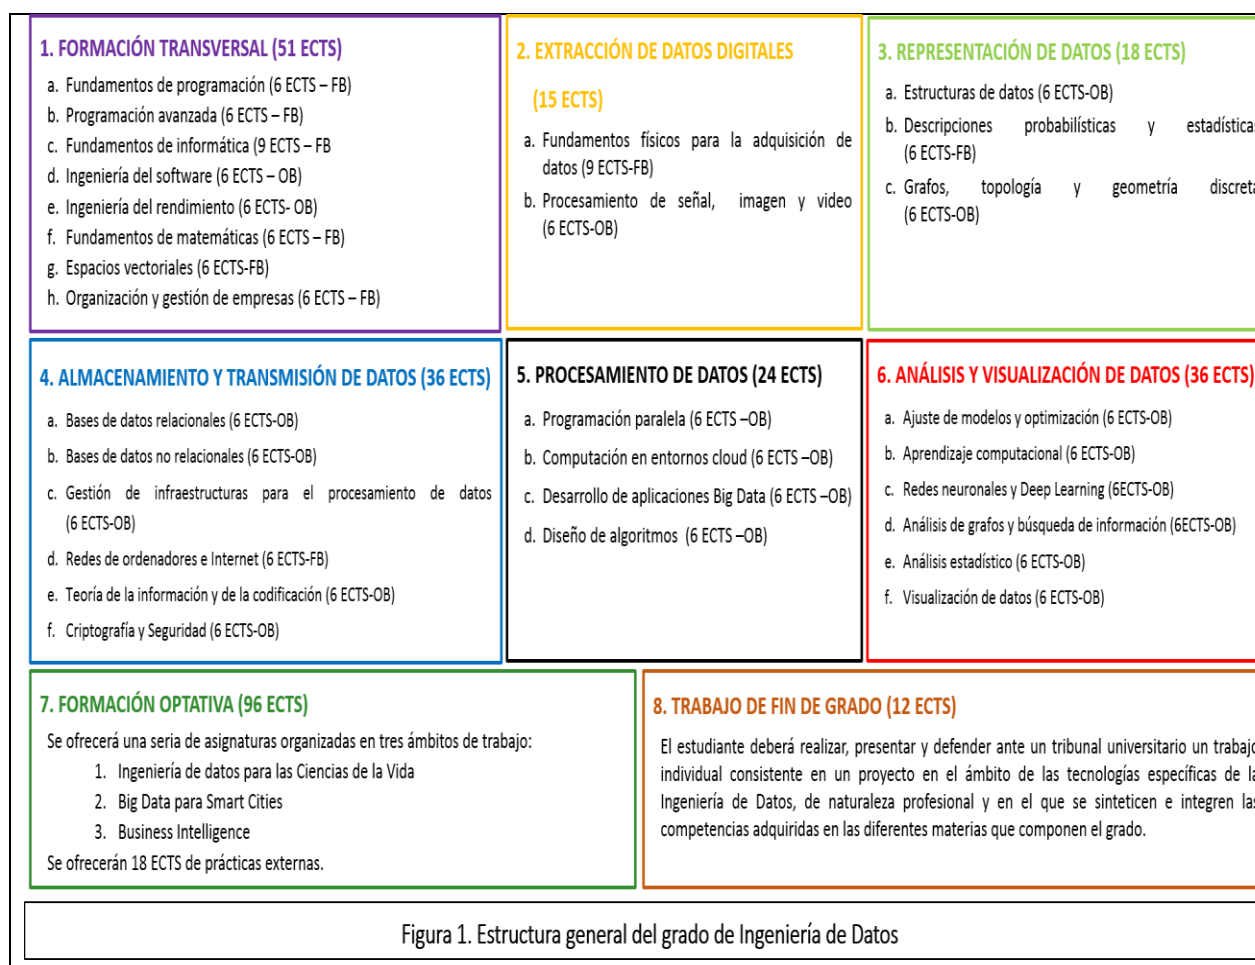 1. FORMACIÓN TRANSVERSAL (51 ECTS)
a. Fundamentos de programación (6 ECTS – FB)
b. Programación avanzada (6 ECTS – FB)
c. Fundamentos de informática (9 ECTS – FB
d. Ingeniería del software (6 ECTS – OB)
e. Ingeniería del rendimiento (6 ECTS- OB)
f. Fundamentos de matemáticas (6 ECTS – FB)
g. Espacios vectoriales (6 ECTS-FB)
h. Organización y gestión de empresas (6 ECTS – FB)
2. EXTRACCIÓN DE DATOS DIGITALES
(15 ECTS)
a. Fundamentos físicos para la adquisición de
datos (9 ECTS-FB)
b. Procesamiento de señal, imagen y video
(6 ECTS-OB)
3. REPRESENTACIÓN DE DATOS (18 ECTS)
a. Estructuras de datos (6 ECTS-OB)
b. Descripciones probabilísticas y estadísticas
(6 ECTS-FB)
c. Grafos, topología y geometría discreta
(6 ECTS-OB)
4. ALMACENAMIENTO Y TRANSMISIÓN DE DATOS (36 ECTS)
a. Bases de datos relacionales (6 ECTS-OB)
b. Bases de datos no relacionales (6 ECTS-OB)
c. Gestión de infraestructuras para el procesamiento de datos
(6 ECTS-OB)
d. Redes de ordenadores e Internet (6 ECTS-FB)
e. Teoría de la información y de la codificación (6 ECTS-OB)
f. Criptografía y Seguridad (6 ECTS-OB)
5. PROCESAMIENTO DE DATOS (24 ECTS)
a. Programación paralela (6 ECTS –OB)
b. Computación en entornos cloud (6 ECTS –OB)
c. Desarrollo de aplicaciones Big Data (6 ECTS –OB)
d. Diseño de algoritmos (6 ECTS –OB)
6. ANÁLISIS Y VISUALIZACIÓN DE DATOS (36 ECTS)
a. Ajuste de modelos y optimización (6 ECTS-OB)
b. Aprendizaje computacional (6 ECTS-OB)
c. Redes neuronales y Deep Learning (6ECTS-OB)
d. Análisis de grafos y búsqueda de información (6ECTS-OB)
e. Análisis estadístico (6 ECTS-OB)
f. Visualización de datos (6 ECTS-OB)
7. FORMACIÓN OPTATIVA (96 ECTS)
Se ofrecerá una seria de asignaturas organizadas en tres ámbitos de trabajo:
1. Ingeniería de datos para las Ciencias de la Vida
2. Big Data para Smart Cities
3. Business Intelligence
Se ofrecerán 18 ECTS de prácticas externas.
8. TRABAJO DE FIN DE GRADO (12 ECTS)
El estudiante deberá realizar, presentar y defender ante un tribunal universitario un trabajo
individual consistente en un proyecto en el ámbito de las tecnologías específicas de la
Ingeniería de Datos, de naturaleza profesional y en el que se sinteticen e integren las
competencias adquiridas en las diferentes materias que componen el grado.
Figura 1. Estructura general del grado de Ingeniería de Datos